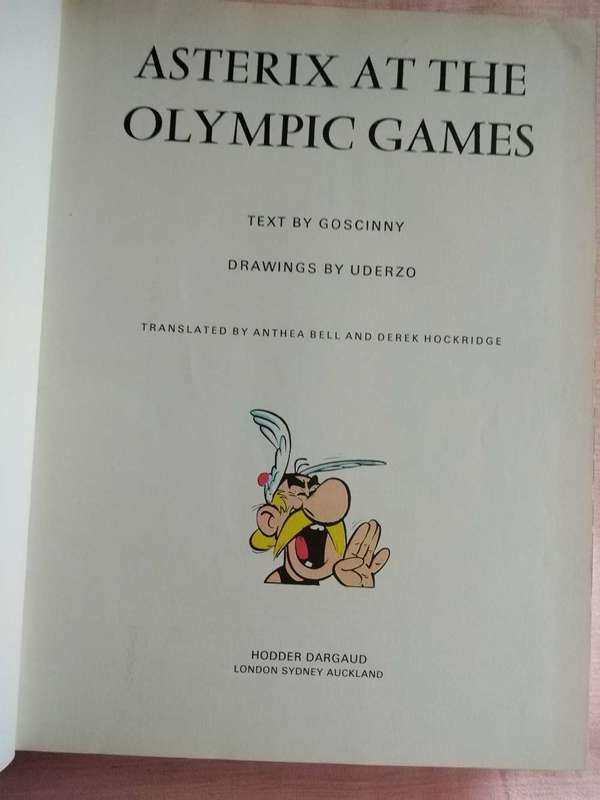 ASTERIX AT THE
OLYMPIC GAMES
TEXT BY GOSCINNY
DRAWINGS BY UDERZO
TRANSLATED BY ANTHEA BELL AND DEREK HOCKRIDGE
HODDER DARGAUD
LONDON SYDNEY AUCKLAND